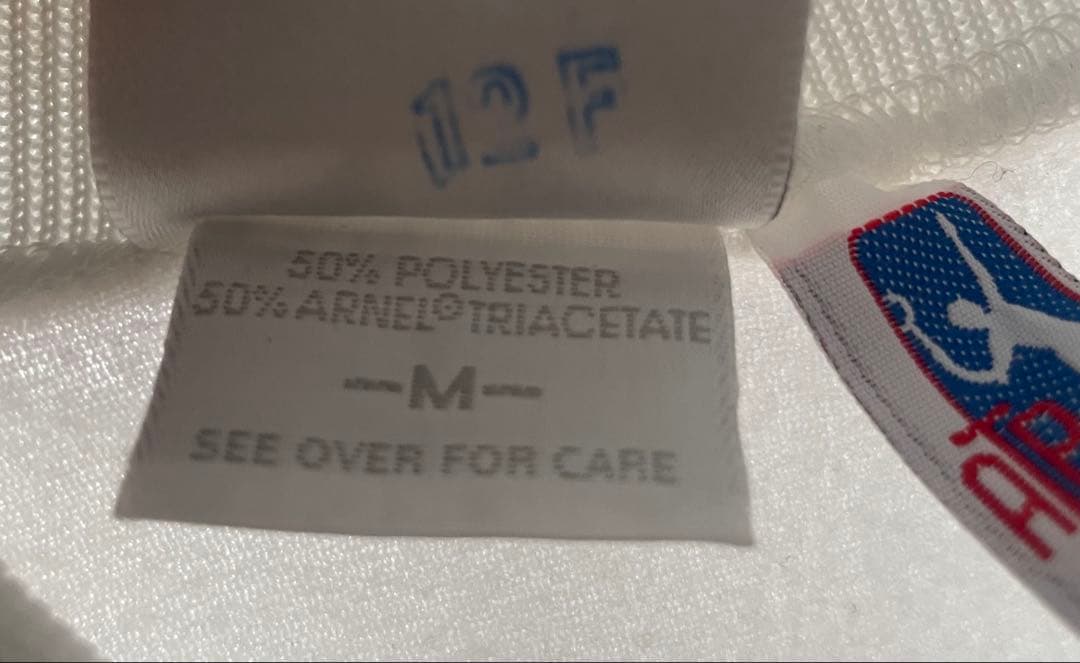 12 F
50% POLYESTER
50% ARNEL® TRIACETATE
—M—
SEE OVER FOR CARE